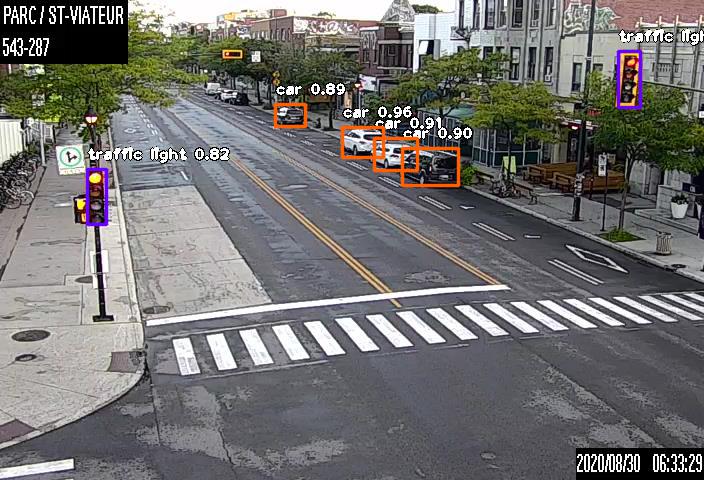 PARC / ST-VIATEUR
543-287
traffic ligh
car 0.89
car 0.96
car 0.91
car 0.90
traffic light 0.82
2020/08/30 06:33:29